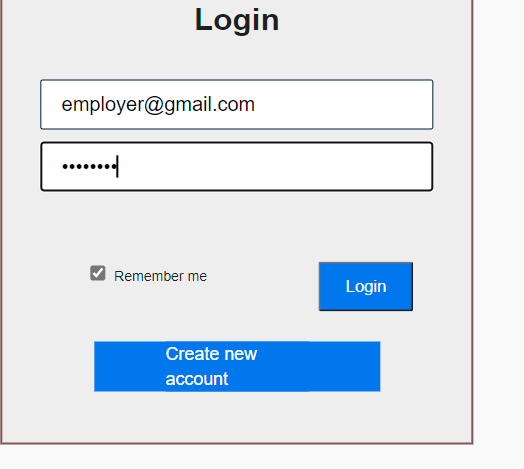 Login
employer@gmail.com
••••••••
Remember me
Login
Create new
account